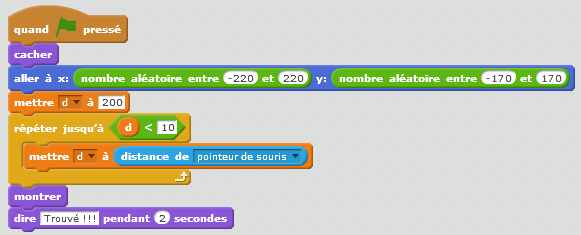 quand pressé
cacher
aller à x: nombre aléatoire entre -220 et 220 y: nombre aléatoire entre -170 et 170
mettre d à 200
répéter jusqu'à d < 10
mettre d à distance de pointeur de souris
montrer
dire Trouvé !!! pendant 2 secondes